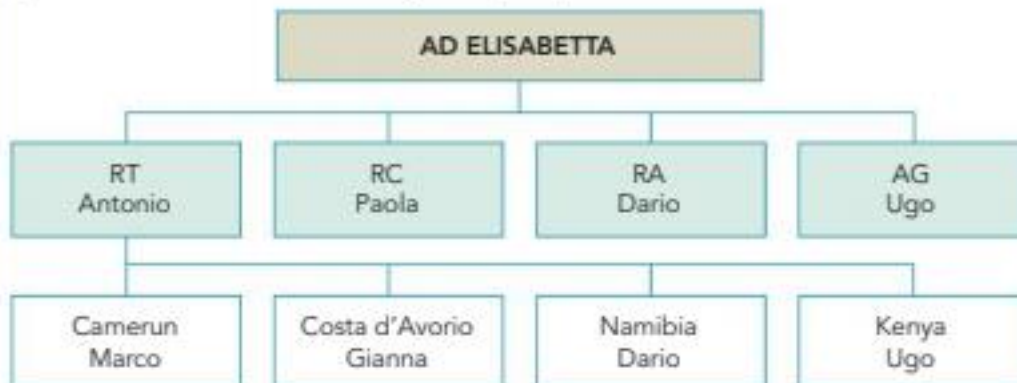 AD ELISABETTA
RT
Antonio
RC
Paola
RA
Dario
AG
Ugo
Camerun
Marco
Costa d'Avorio
Gianna
Namibia
Dario
Kenya
Ugo